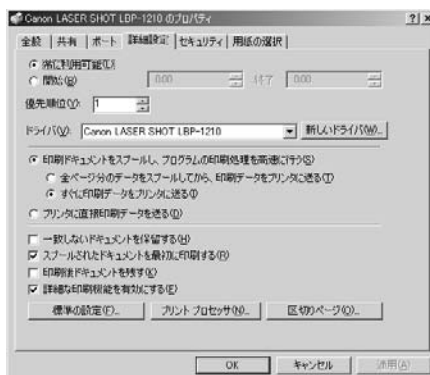 Canon LASER SHOT LBP-1210 のプロパティ
全般 共有 ポート 詳細設定 セキュリティ 用紙の選択
常に利用可能(L)
開始(B) 0:00 終了 0:00
優先順位(Y): 1
ドライバ(V): Canon LASER SHOT LBP-1210 新しいドライバ(W)...
印刷ドキュメントをスプールし、プログラムの印刷処理を高速に行う(S)
全ページ分のデータをスプールしてから、印刷データをプリンタに送る(T)
すぐに印刷データをプリンタに送る(I)
プリンタに直接印刷データを送る(D)
一致しないドキュメントを保留する(H)
スプールされたドキュメントを最初に印刷する(R)
印刷後ドキュメントを残す(K)
詳細な印刷機能を有効にする(E)
標準の設定(F)... プリント プロセッサ(N)... 区切りページ(O)...
OK キャンセル 適用(A)